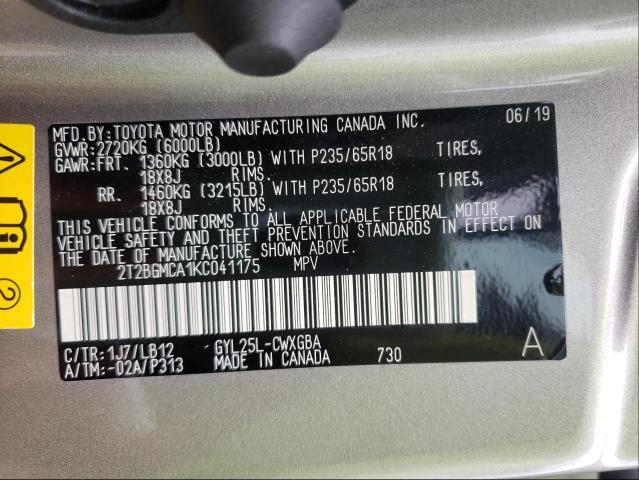 MFD.BY:TOYOTA MOTOR MANUFACTURING CANADA INC. 06/19
GVWR:2720KG (6000LB)
GAWR:FRT. 1360KG (3000LB) WITH P235/65R18 TIRES,
18X8J RIMS.
RR. 1460KG (3215LB) WITH P235/65R18 TIRES,
18X8J RIMS.
THIS VEHICLE CONFORMS TO ALL APPLICABLE FEDERAL MOTOR
VEHICLE SAFETY AND THEFT PREVENTION STANDARDS IN EFFECT ON
THE DATE OF MANUFACTURE SHOWN ABOVE.
2T2BGMCA1KC041175 MPV
C/TR:1J7/LB12 GYL25L-CWXGBA
A/TM:-02A/P313 MADE IN CANADA 730 A
2